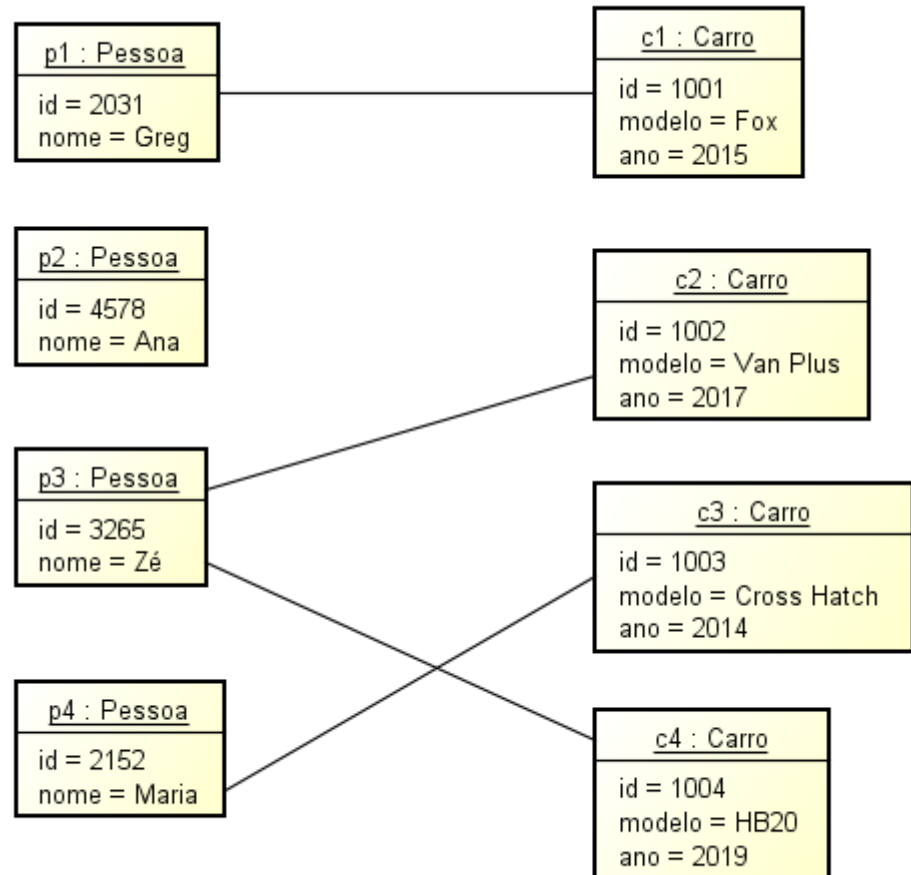 p1 : Pessoa
id = 2031
nome = Greg
c1 : Carro
id = 1001
modelo = Fox
ano = 2015
p2 : Pessoa
id = 4578
nome = Ana
c2 : Carro
id = 1002
modelo = Van Plus
ano = 2017
p3 : Pessoa
id = 3265
nome = Zé
c3 : Carro
id = 1003
modelo = Cross Hatch
ano = 2014
p4 : Pessoa
id = 2152
nome = Maria
c4 : Carro
id = 1004
modelo = HB20
ano = 2019